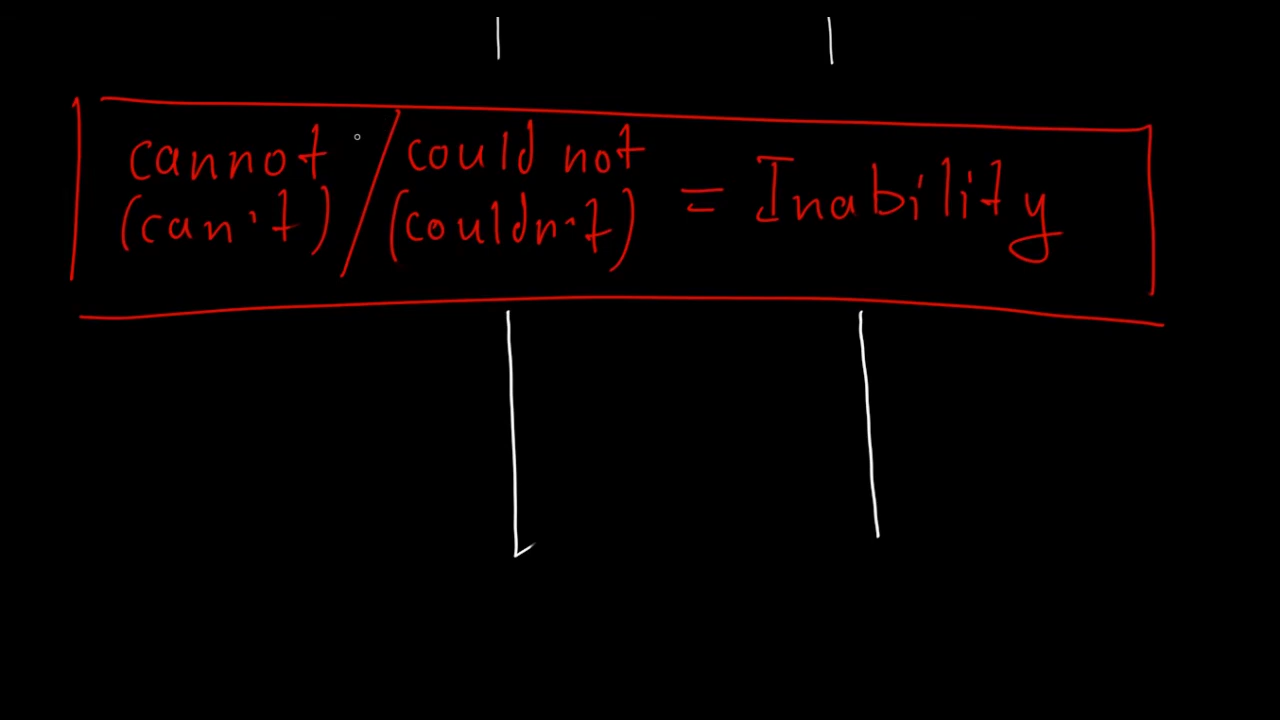 cannot / could not = Inability
(can't) (couldn't)